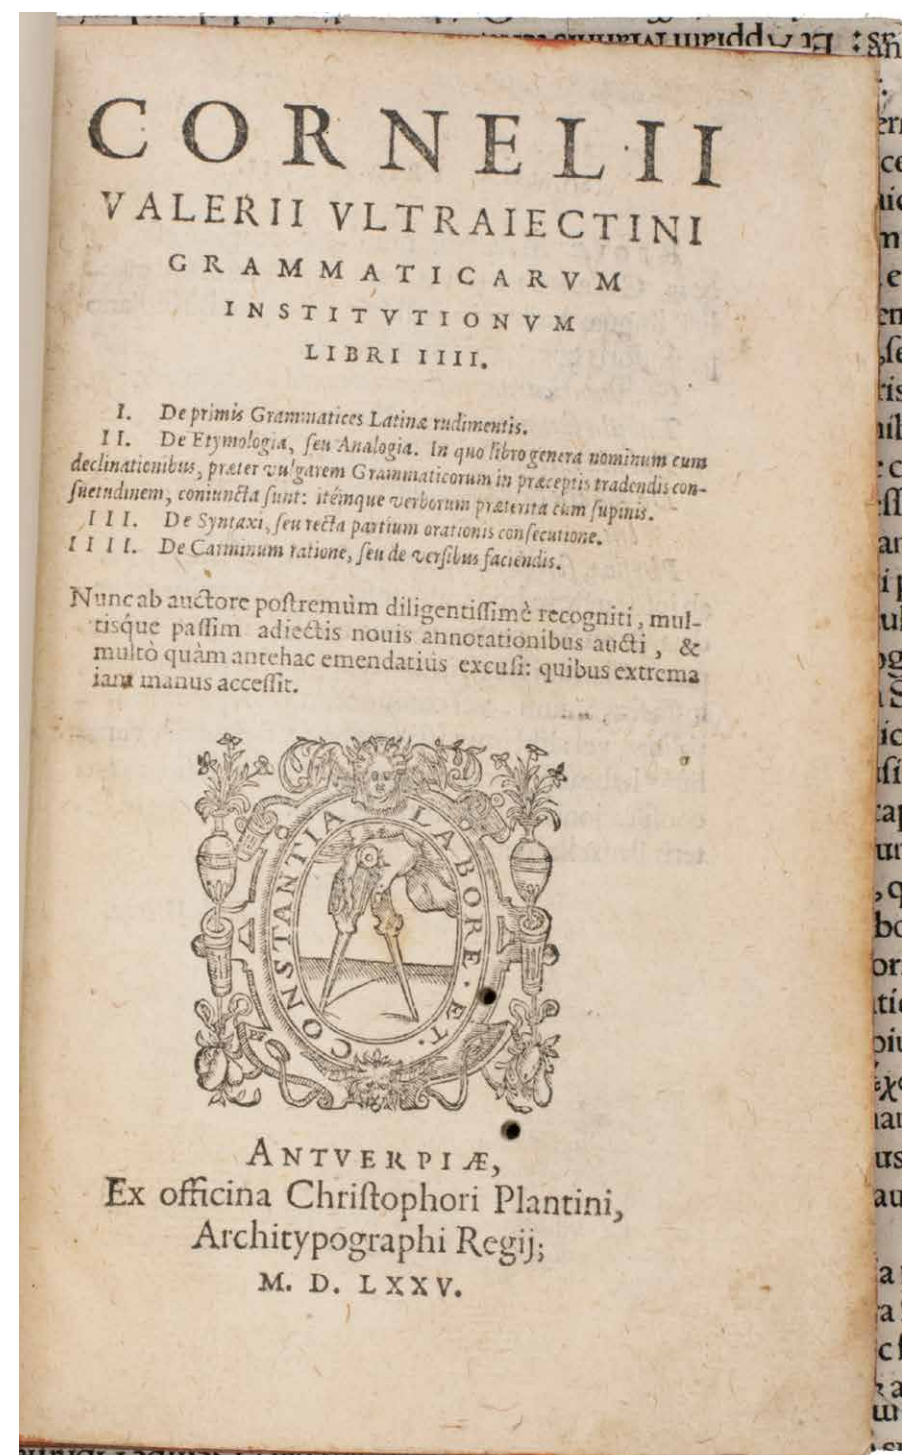 CORNELII
VALERII VLTRAIECTINI
GRAMMATICARVM
INSTITVTIONVM
LIBRI IIII.
I. De primis Grammatices Latinæ rudimentis.
II. De Etymologia, ſeu Analogia. In quo libro genera nominum cum
declinationibus, præter vulgarem Grammaticorum in præceptis tradendis con-
ſuetudinem, coniuncta ſunt: itémque verborum præterita cum ſupinis.
III. De Syntaxi, ſeu recta partium orationis conſecutione.
IIII. De Carminum ratione, ſeu de verſibus faciendis.
Nunc ab auctore poſtremùm diligentiſſimè recogniti, mul-
tisq́ue paſſim adiectis nouis annotationibus aucti, &
multò quàm antehac emendatiùs excuſi: quibus extrema
iam manus acceſſit.
CONSTANTIA LABORE. ET.
ANTVERPIÆ,
Ex officina Chriſtophori Plantini,
Architypographi Regij;
M. D. LXXV.